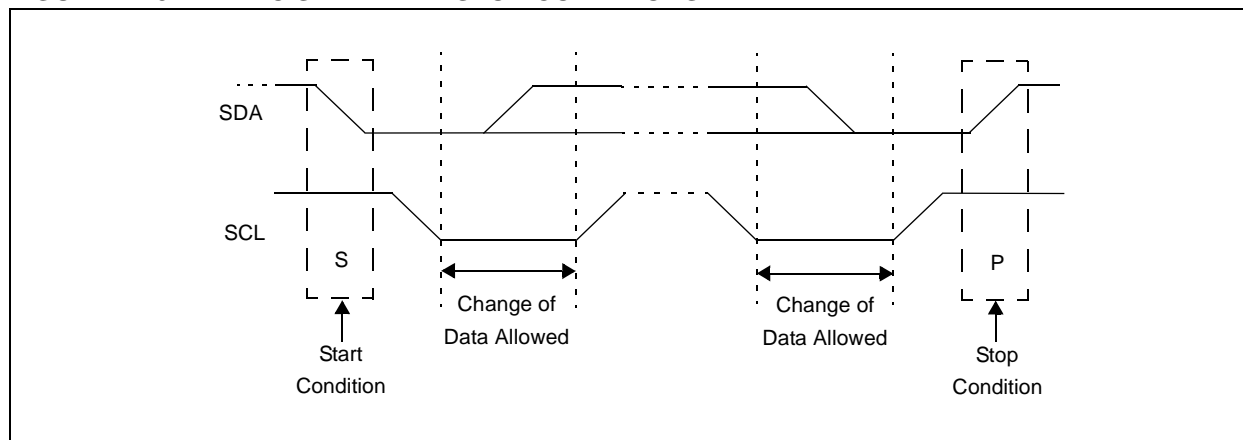 SDA
SCL
S
P
Change of
Data Allowed
Change of
Data Allowed
Start
Condition
Stop
Condition